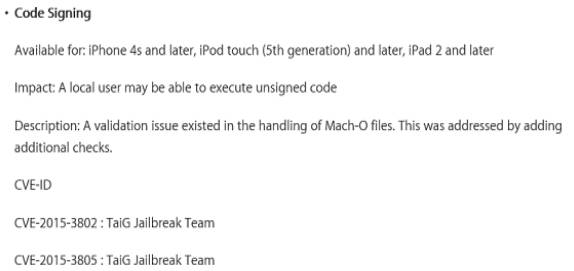 • Code Signing
Available for: iPhone 4s and later, iPod touch (5th generation) and later, iPad 2 and later
Impact: A local user may be able to execute unsigned code
Description: A validation issue existed in the handling of Mach-O files. This was addressed by adding
additional checks.
CVE-ID
CVE-2015-3802 : TaiG Jailbreak Team
CVE-2015-3805 : TaiG Jailbreak Team